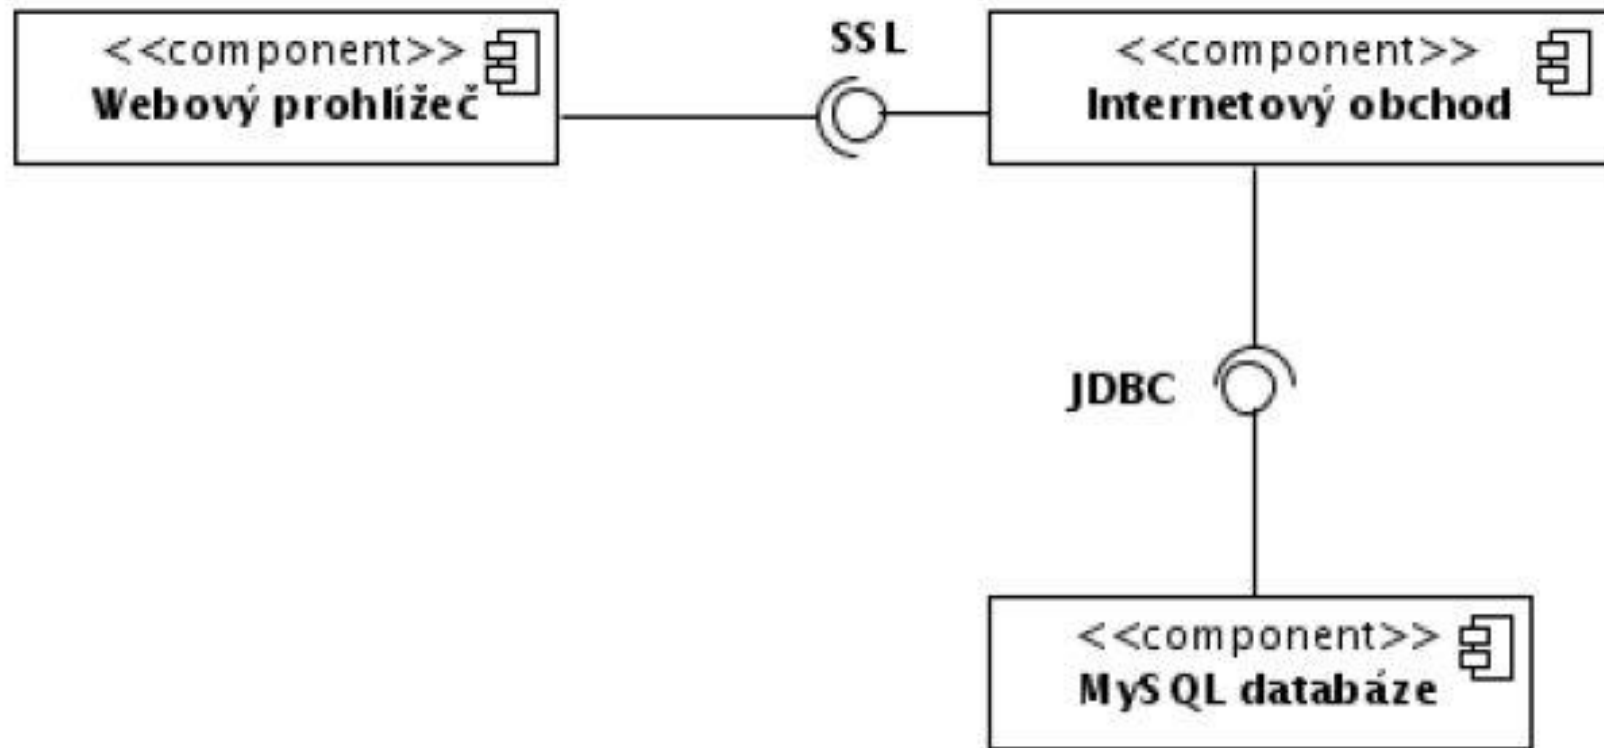 <<component>>
Webový prohlížeč
SSL
<<component>>
Internetový obchod
JDBC
<<component>>
MySQL databáze